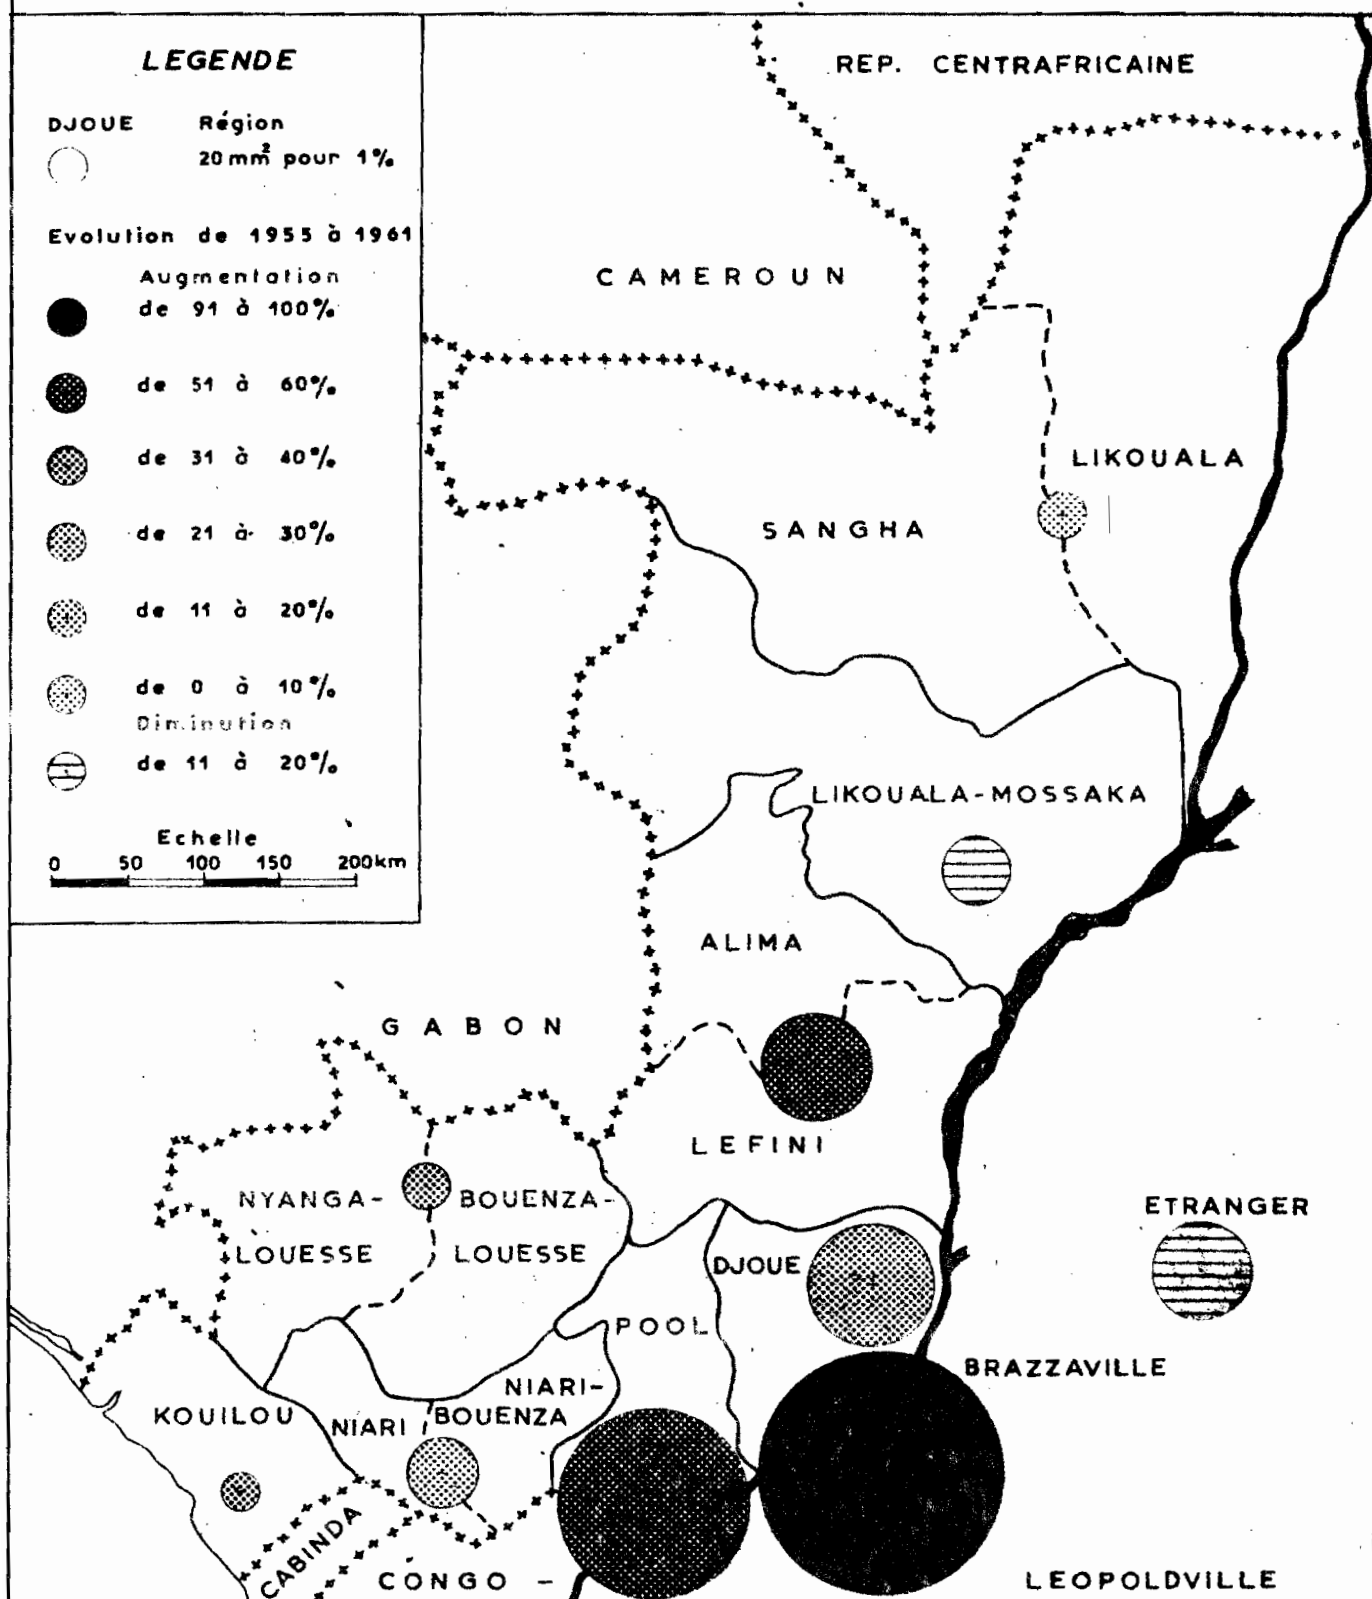 LEGENDE
DJOUE Région
20 mm² pour 1%
Evolution de 1955 à 1961
Augmentation
de 91 à 100%
de 51 à 60%
de 31 à 40%
de 21 à 30%
de 11 à 20%
de 0 à 10%
Diminution
de 11 à 20%
Echelle
0 50 100 150 200km
REP. CENTRAFRICAINE
CAMEROUN
LIKOUALA
SANGHA
LIKOUALA-MOSSAKA
ALIMA
GABON
LEFINI
NYANGA-
LOUESSE
BOUENZA-
LOUESSE
ETRANGER
DJOUE
POOL
BRAZZAVILLE
NIARI-
BOUENZA
KOUILOU
NIARI
CABINDA
CONGO -
LEOPOLDVILLE